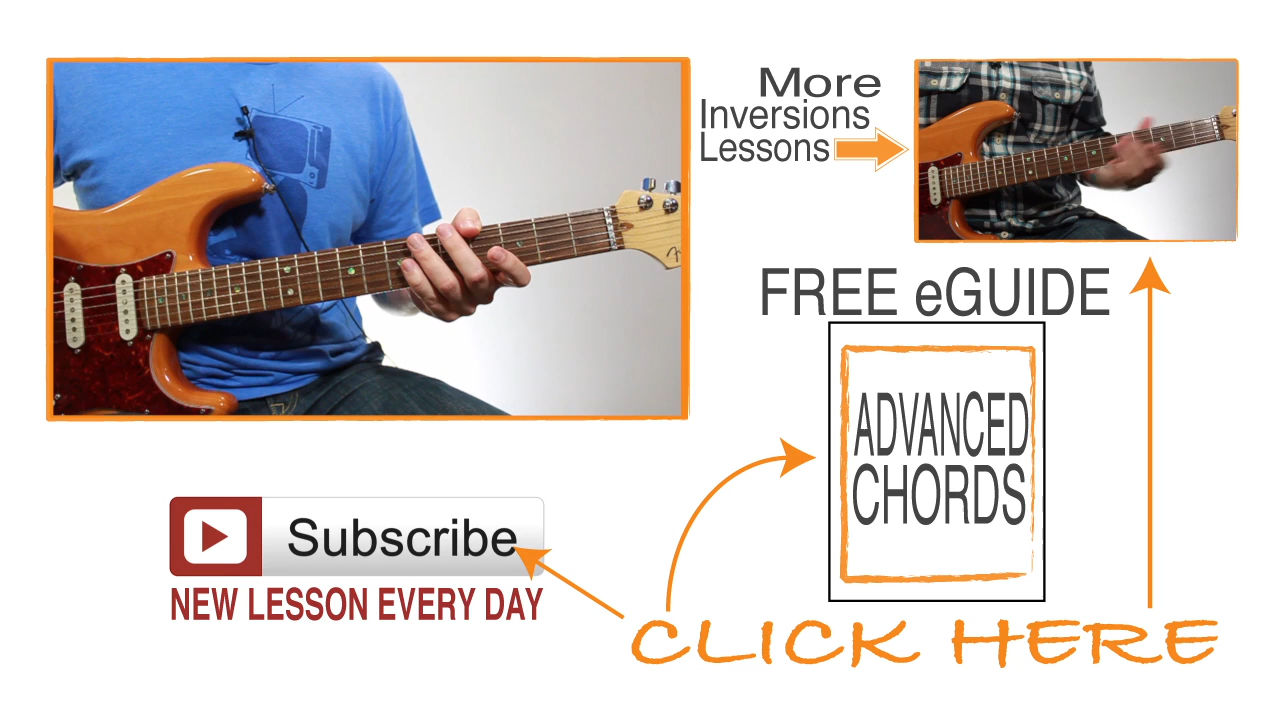 More
Inversions
Lessons
FREE eGUIDE
ADVANCED
CHORDS
Subscribe
NEW LESSON EVERY DAY
CLICK HERE